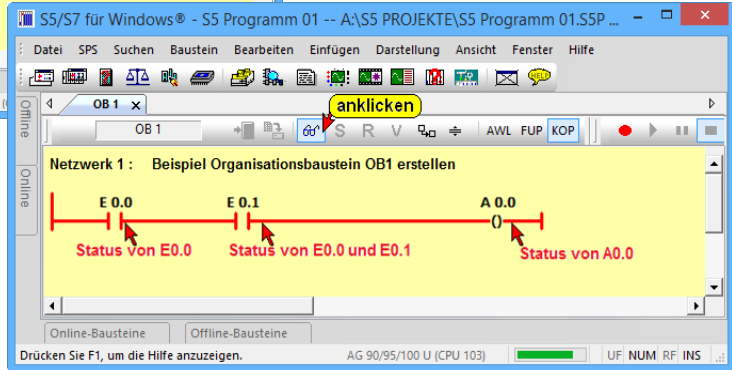 S5/S7 für Windows® - S5 Programm 01 -- A:\S5 PROJEKTE\S5 Programm 01.S5P ...
Datei SPS Suchen Baustein Bearbeiten Einfügen Darstellung Ansicht Fenster Hilfe
HELP
OB 1 x
anklicken
OB 1 S R V AWL FUP KOP
Offline
Online
Netzwerk 1 : Beispiel Organisationsbaustein OB1 erstellen
E 0.0 E 0.1 A 0.0
()
Status von E0.0 Status von E0.0 und E0.1 Status von A0.0
Online-Bausteine Offline-Bausteine
Drücken Sie F1, um die Hilfe anzuzeigen. AG 90/95/100 U (CPU 103) UF NUM RF INS